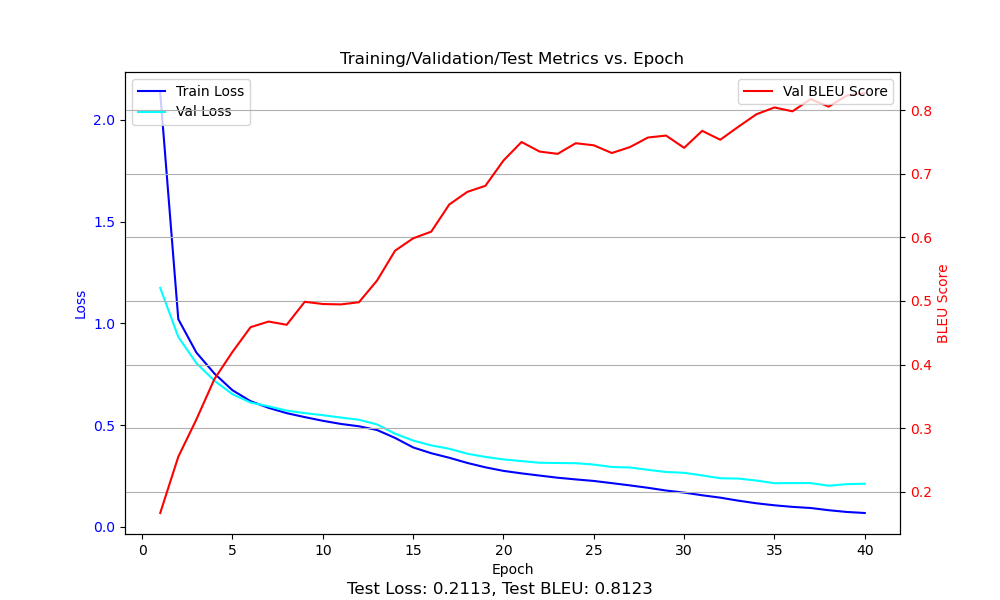 Training/Validation/Test Metrics vs. Epoch
Train Loss
Val Loss
Val BLEU Score
2.0
1.5
1.0
0.5
0.0
Loss
0.8
0.7
0.6
0.5
0.4
0.3
0.2
BLEU Score
0 5 10 15 20 25 30 35 40
Epoch
Test Loss: 0.2113, Test BLEU: 0.8123